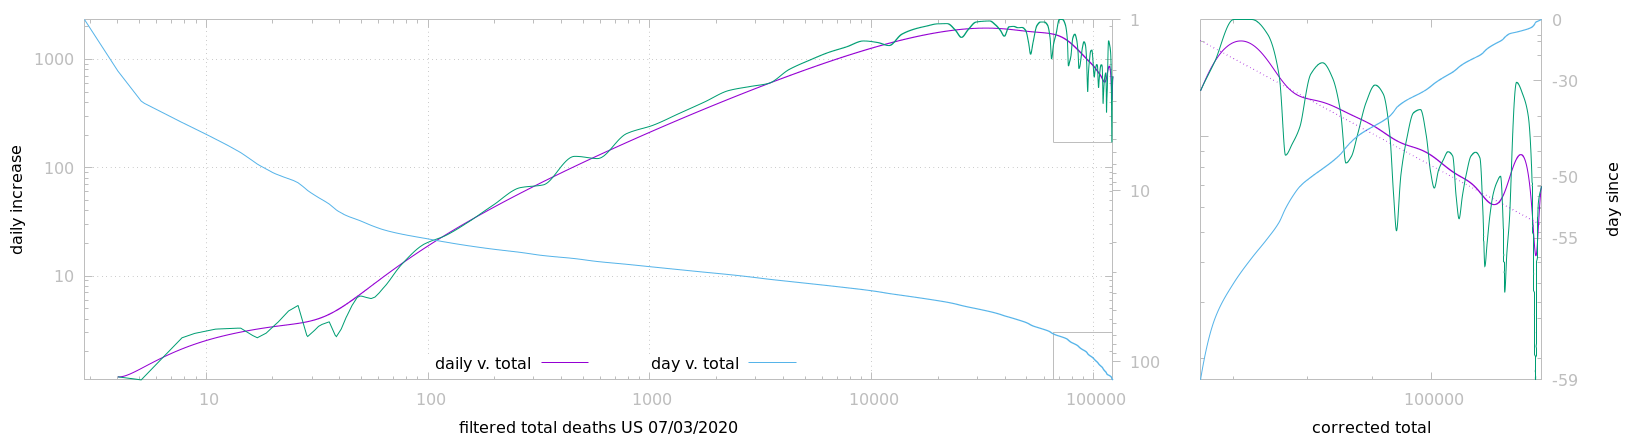 1000
100
10
daily increase
10
100
1000
10000
100000
filtered total deaths US 07/03/2020
daily v. total
day v. total
1
10
100
0
-30
-50
-55
-59
day since
100000
corrected total